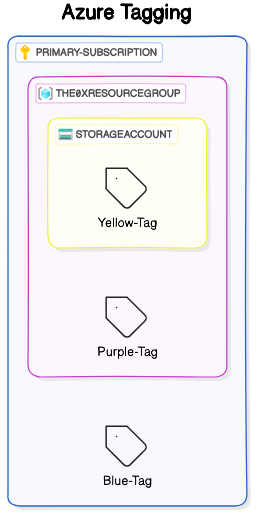 Azure Tagging
PRIMARY-SUBSCRIPTION
THE0XRESOURCEGROUP
STORAGEACCOUNT
Yellow-Tag
Purple-Tag
Blue-Tag